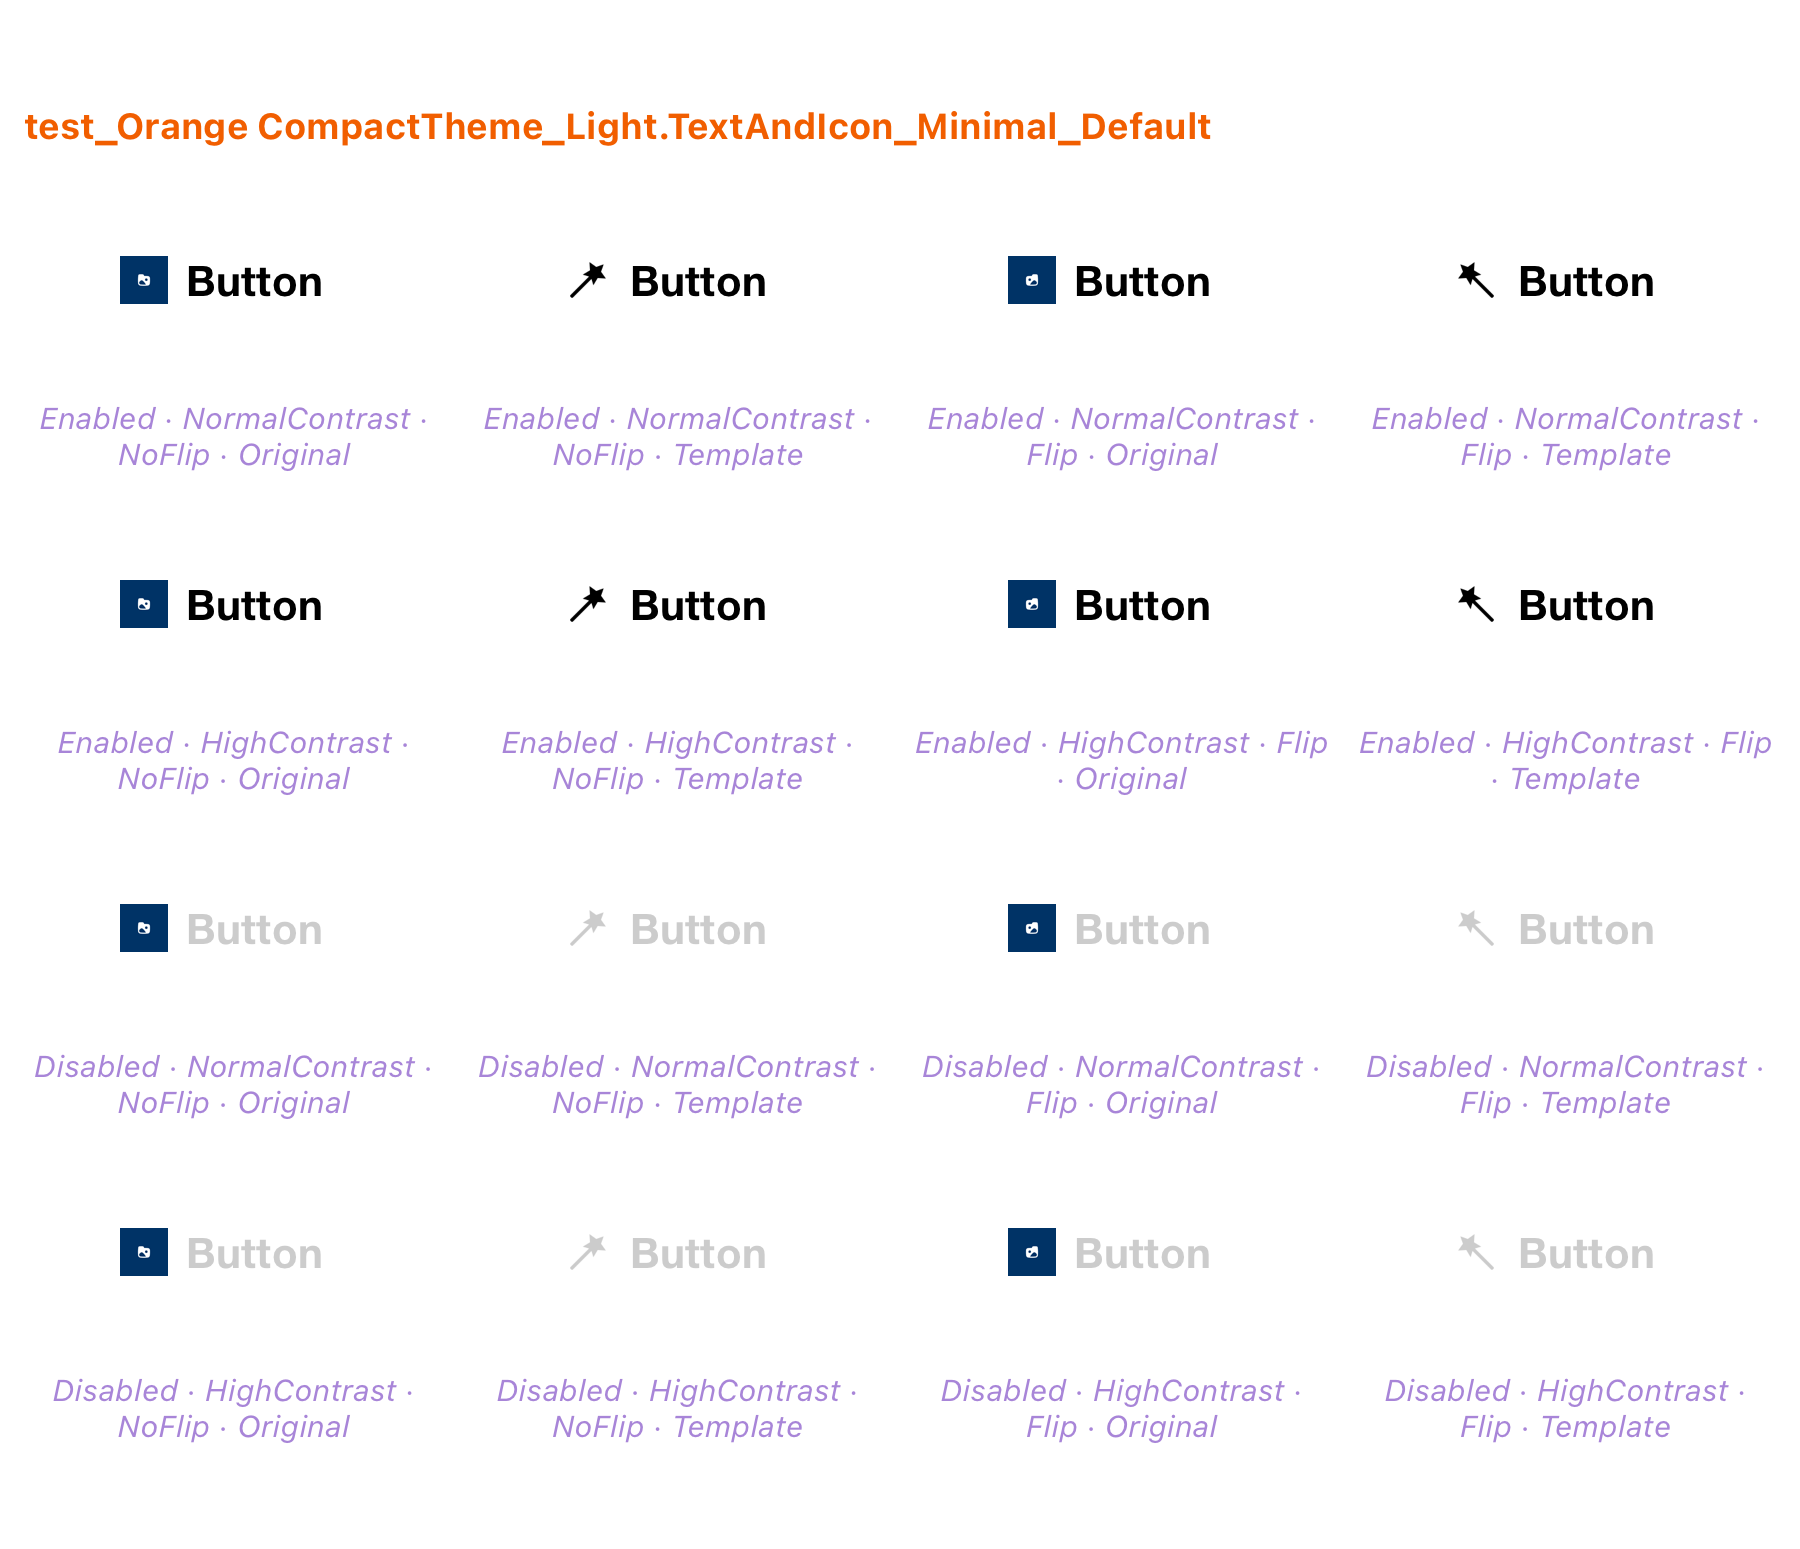 test_Orange CompactTheme_Light.TextAndIcon_Minimal_Default
Button Button Button Button
Enabled · NormalContrast · Enabled · NormalContrast · Enabled · NormalContrast · Enabled · NormalContrast ·
NoFlip · Original NoFlip · Template Flip · Original Flip · Template
Button Button Button Button
Enabled · HighContrast · Enabled · HighContrast · Enabled · HighContrast · Flip Enabled · HighContrast · Flip
NoFlip · Original NoFlip · Template · Original · Template
Button Button Button Button
Disabled · NormalContrast · Disabled · NormalContrast · Disabled · NormalContrast · Disabled · NormalContrast ·
NoFlip · Original NoFlip · Template Flip · Original Flip · Template
Button Button Button Button
Disabled · HighContrast · Disabled · HighContrast · Disabled · HighContrast · Disabled · HighContrast ·
NoFlip · Original NoFlip · Template Flip · Original Flip · Template